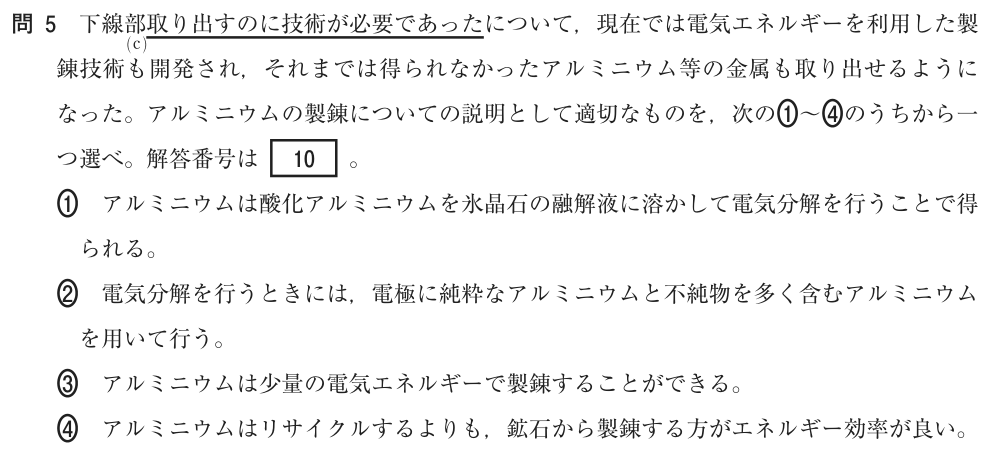 問5 下線部取り出すのに技術が必要であったについて，現在では電気エネルギーを利用した製
(c)
錬技術も開発され，それまでは得られなかったアルミニウム等の金属も取り出せるように
なった。アルミニウムの製錬についての説明として適切なものを，次の①～④のうちから一
つ選べ。解答番号は 10 。
① アルミニウムは酸化アルミニウムを氷晶石の融解液に溶かして電気分解を行うことで得
られる。
② 電気分解を行うときには，電極に純粋なアルミニウムと不純物を多く含むアルミニウム
を用いて行う。
③ アルミニウムは少量の電気エネルギーで製錬することができる。
④ アルミニウムはリサイクルするよりも，鉱石から製錬する方がエネルギー効率が良い。